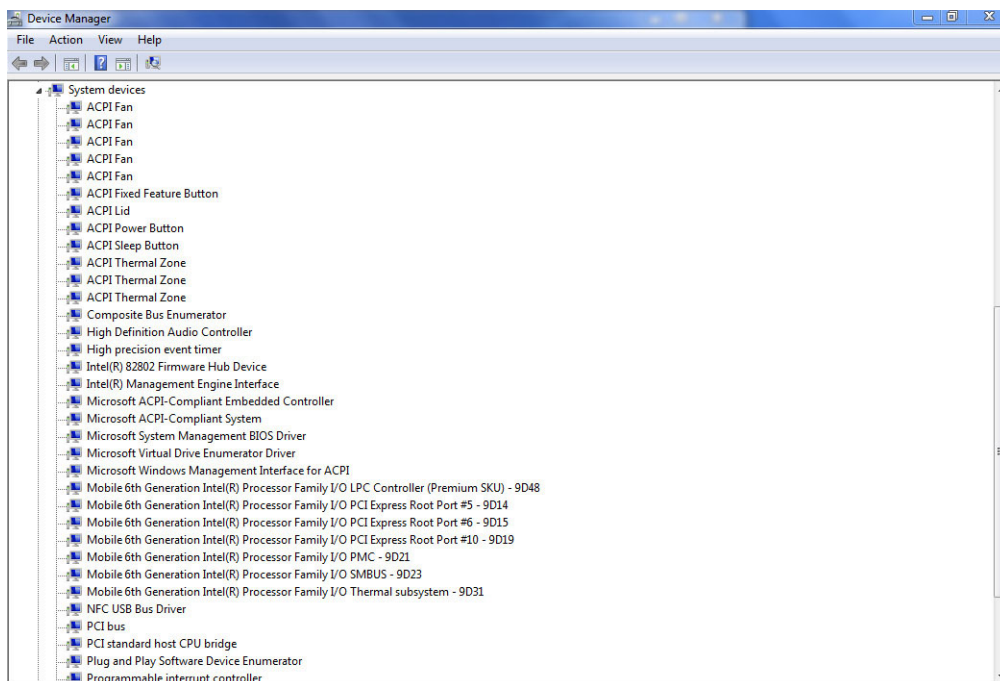 Device Manager
File Action View Help
System devices
ACPI Fan
ACPI Fan
ACPI Fan
ACPI Fan
ACPI Fan
ACPI Fixed Feature Button
ACPI Lid
ACPI Power Button
ACPI Sleep Button
ACPI Thermal Zone
ACPI Thermal Zone
ACPI Thermal Zone
Composite Bus Enumerator
High Definition Audio Controller
High precision event timer
Intel(R) 82802 Firmware Hub Device
Intel(R) Management Engine Interface
Microsoft ACPI-Compliant Embedded Controller
Microsoft ACPI-Compliant System
Microsoft System Management BIOS Driver
Microsoft Virtual Drive Enumerator Driver
Microsoft Windows Management Interface for ACPI
Mobile 6th Generation Intel(R) Processor Family I/O LPC Controller (Premium SKU) - 9D48
Mobile 6th Generation Intel(R) Processor Family I/O PCI Express Root Port #5 - 9D14
Mobile 6th Generation Intel(R) Processor Family I/O PCI Express Root Port #6 - 9D15
Mobile 6th Generation Intel(R) Processor Family I/O PCI Express Root Port #10 - 9D19
Mobile 6th Generation Intel(R) Processor Family I/O PMC - 9D21
Mobile 6th Generation Intel(R) Processor Family I/O SMBUS - 9D23
Mobile 6th Generation Intel(R) Processor Family I/O Thermal subsystem - 9D31
NFC USB Bus Driver
PCI bus
PCI standard host CPU bridge
Plug and Play Software Device Enumerator
Programmable interrupt controller